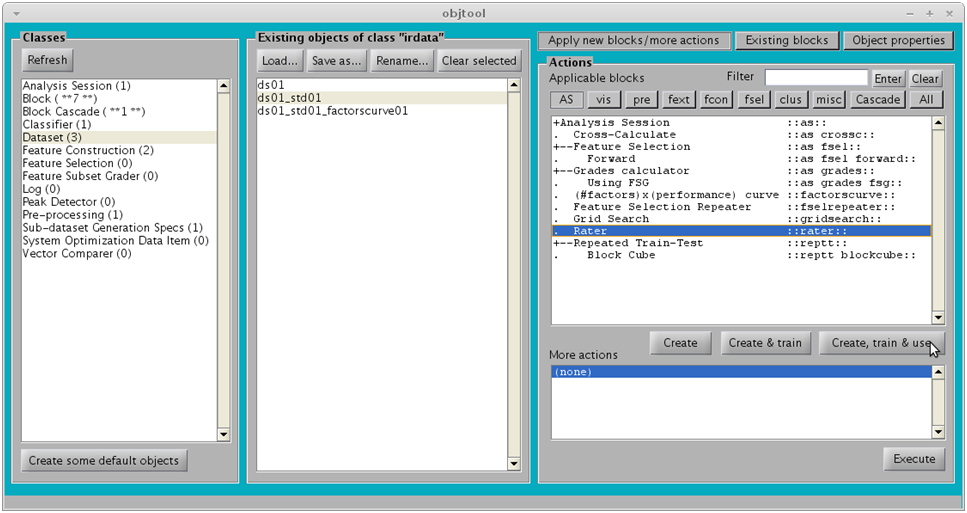 objtool
Classes
Refresh
Analysis Session (1)
Block ( **7 **)
Block Cascade ( **1 **)
Classifier (1)
Dataset (3)
Feature Construction (2)
Feature Selection (0)
Feature Subset Grader (0)
Log (0)
Peak Detector (0)
Pre-processing (1)
Sub-dataset Generation Specs (1)
System Optimization Data Item (0)
Vector Comparer (0)
Create some default objects
Existing objects of class "irdata"
Load... Save as... Rename... Clear selected
ds01
ds01_std01
ds01_std01_factorscurve01
Apply new blocks/more actions Existing blocks Object properties
Actions
Applicable blocks Filter Enter Clear
AS vis pre fext fcon fsel clus misc Cascade All
+Analysis Session ::as::
. Cross-Calculate ::as crossc::
+--Feature Selection ::as fsel::
. Forward ::as fsel forward::
+--Grades calculator ::as grades::
. Using FSG ::as grades fsg::
. (#factors)x(performance) curve ::factorscurve::
. Feature Selection Repeater ::fselrepeater::
. Grid Search ::gridsearch::
. Rater ::rater::
+--Repeated Train-Test ::reptt::
. Block Cube ::reptt blockcube::
Create Create & train Create, train & use
More actions
(none)
Execute